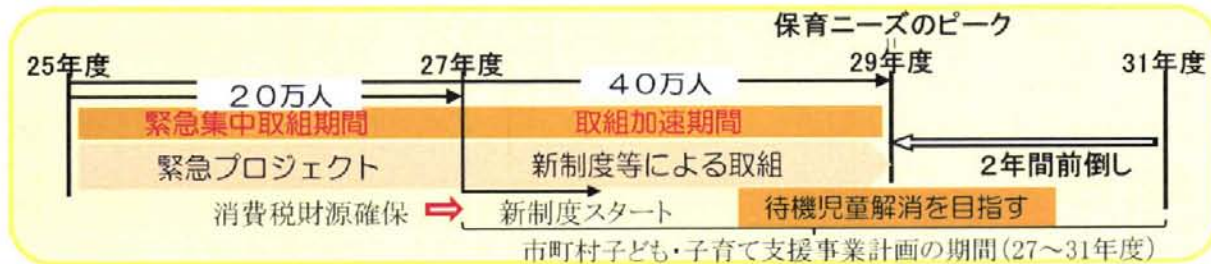 保育ニーズのピーク
25年度 27年度 29年度 31年度
20万人 40万人
緊急集中取組期間 取組加速期間
緊急プロジェクト 新制度等による取組 2年間前倒し
消費税財源確保 ⇒ 新制度スタート 待機児童解消を目指す
市町村子ども・子育て支援事業計画の期間(27~31年度)